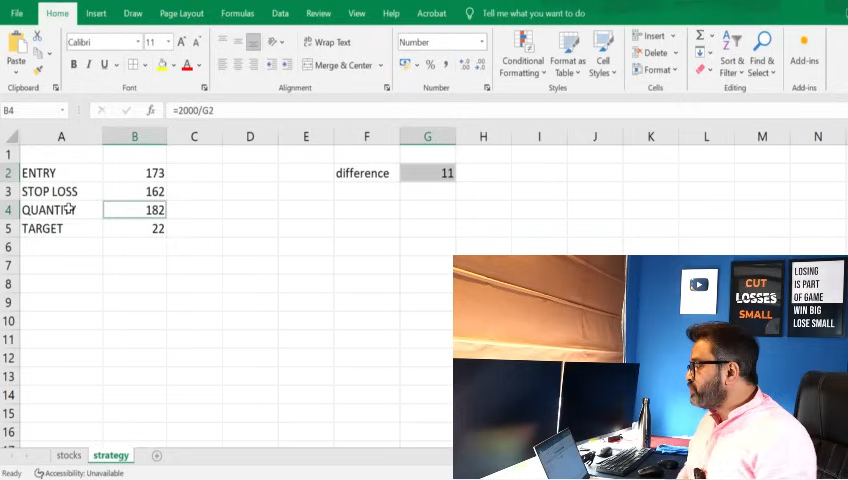 File Home Insert Draw Page Layout Formulas Data Review View Help Acrobat Tell me what you want to do
Paste
Clipboard
Calibri 11
B I U
Font
Wrap Text
Merge & Center
Alignment
Number
%
Number
Conditional Formatting
Format as Table
Cell Styles
Styles
Insert
Delete
Format
Cells
Sort & Filter
Find & Select
Editing
Add-ins
Add-ins
B4 fx =2000/G2
A B C D E F G H I J K L M N
1
2 ENTRY 173 difference 11
3 STOP LOSS 162
4 QUANTITY 182
5 TARGET 22
6
7
8
9
10
11
12
13
14
15
16
CUT
LOSSES
SMALL
LOSING
IS PART
OF GAME
WIN BIG
LOSE SMALL
stocks strategy
Ready Accessibility: Unavailable